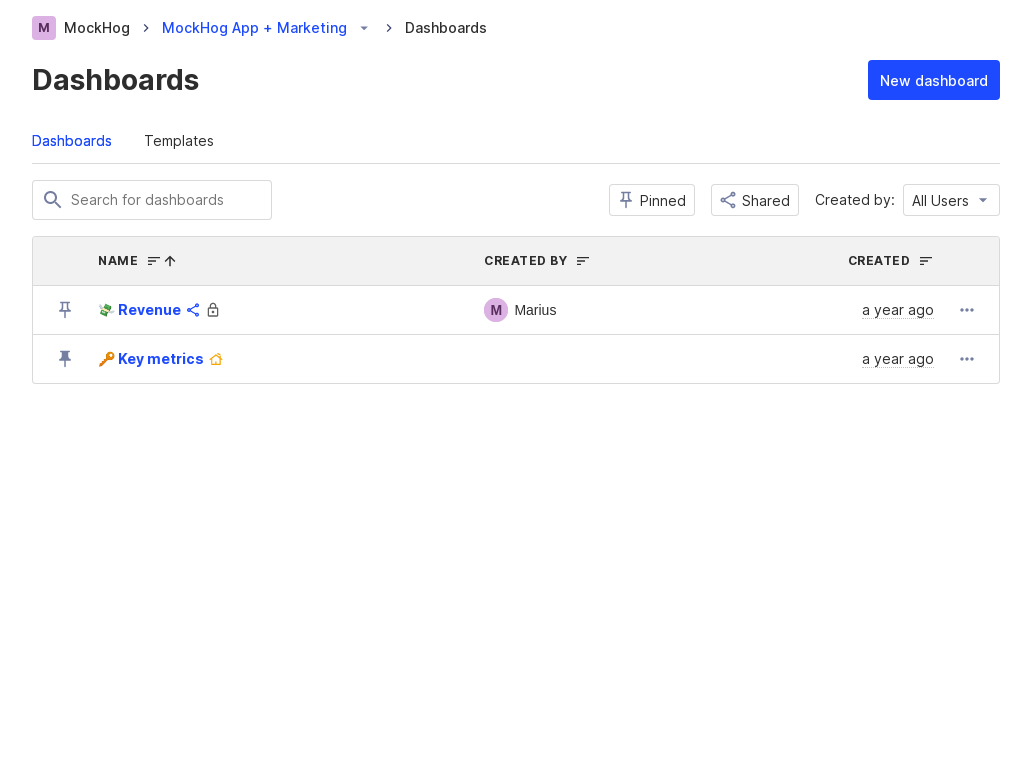 M MockHog MockHog App + Marketing Dashboards
Dashboards
New dashboard
Dashboards Templates
Search for dashboards
Pinned Shared Created by: All Users
NAME CREATED BY CREATED
Revenue M Marius a year ago
Key metrics a year ago